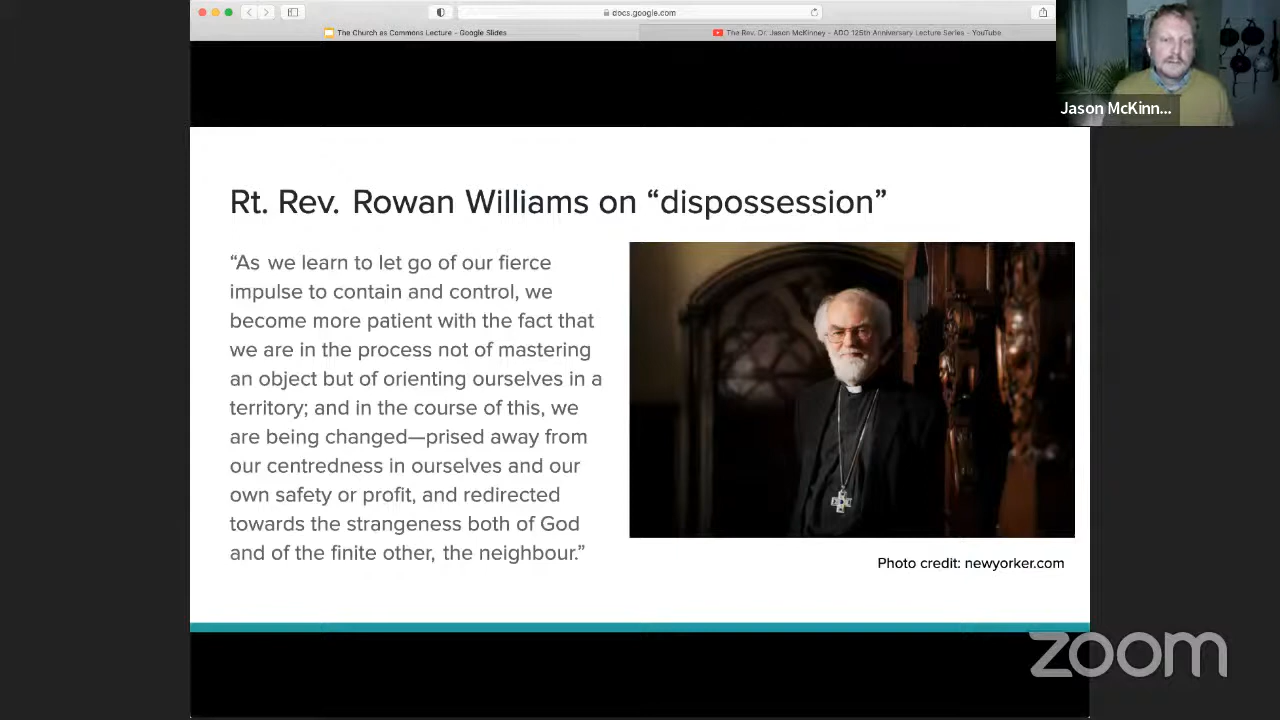 docs.google.com
The Church as Commons Lecture – Google Slides
The Rev. Dr. Jason McKinney - ADO 125th Anniversary Lecture Series - YouTube
Jason McKinn...
Rt. Rev. Rowan Williams on “dispossession”
“As we learn to let go of our fierce
impulse to contain and control, we
become more patient with the fact that
we are in the process not of mastering
an object but of orienting ourselves in a
territory; and in the course of this, we
are being changed—prised away from
our centredness in ourselves and our
own safety or profit, and redirected
towards the strangeness both of God
and of the finite other, the neighbour.”
Photo credit: newyorker.com
zoom